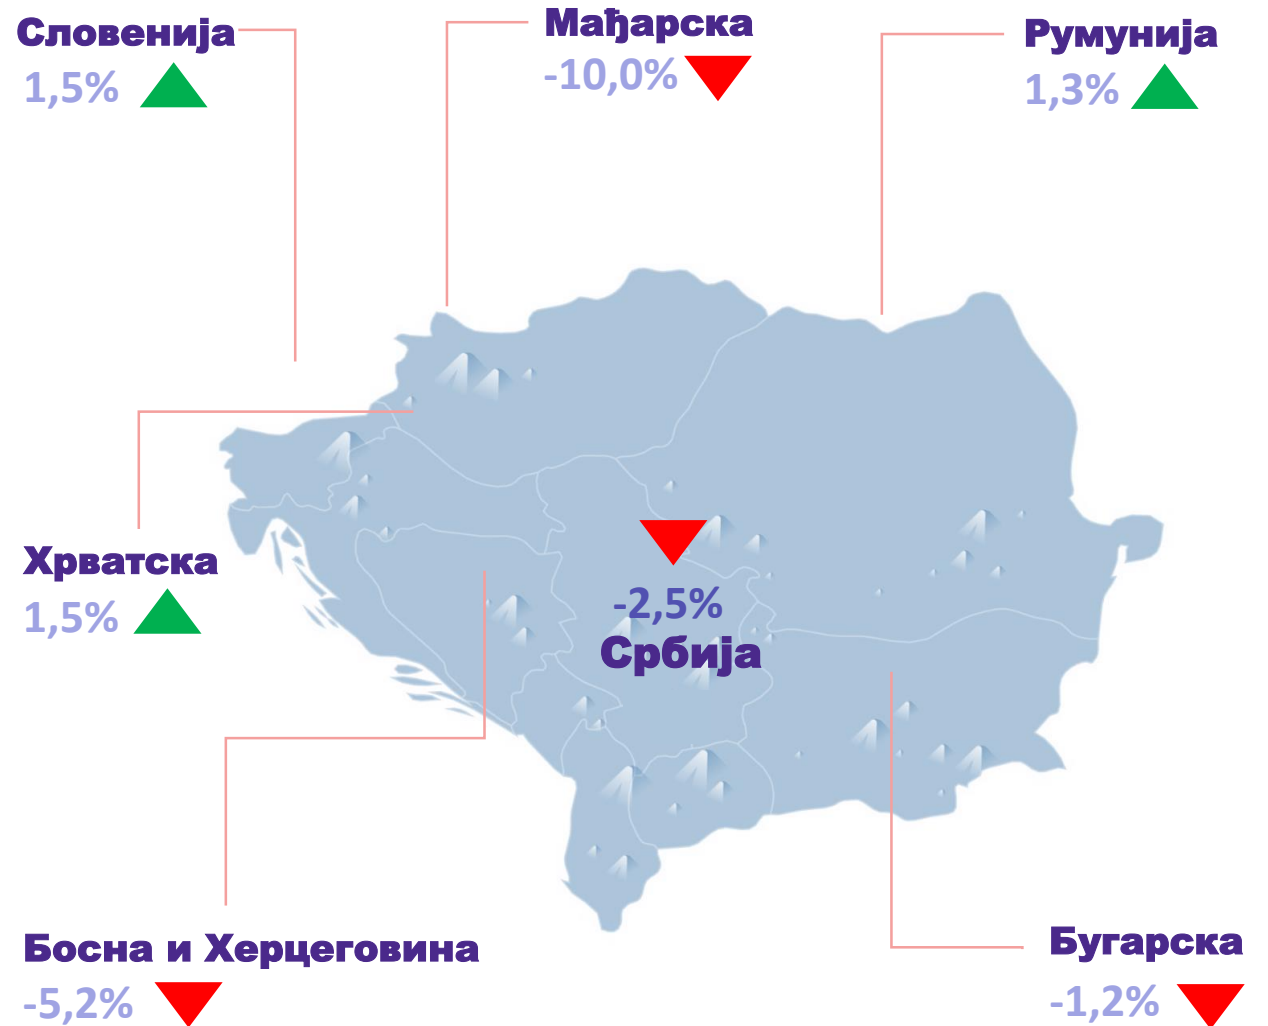 Словенија
1,5%
Мађарска
-10,0%
Румунија
1,3%
Хрватска
1,5%
-2,5%
Србија
Босна и Херцеговина
-5,2%
Бугарска
-1,2%